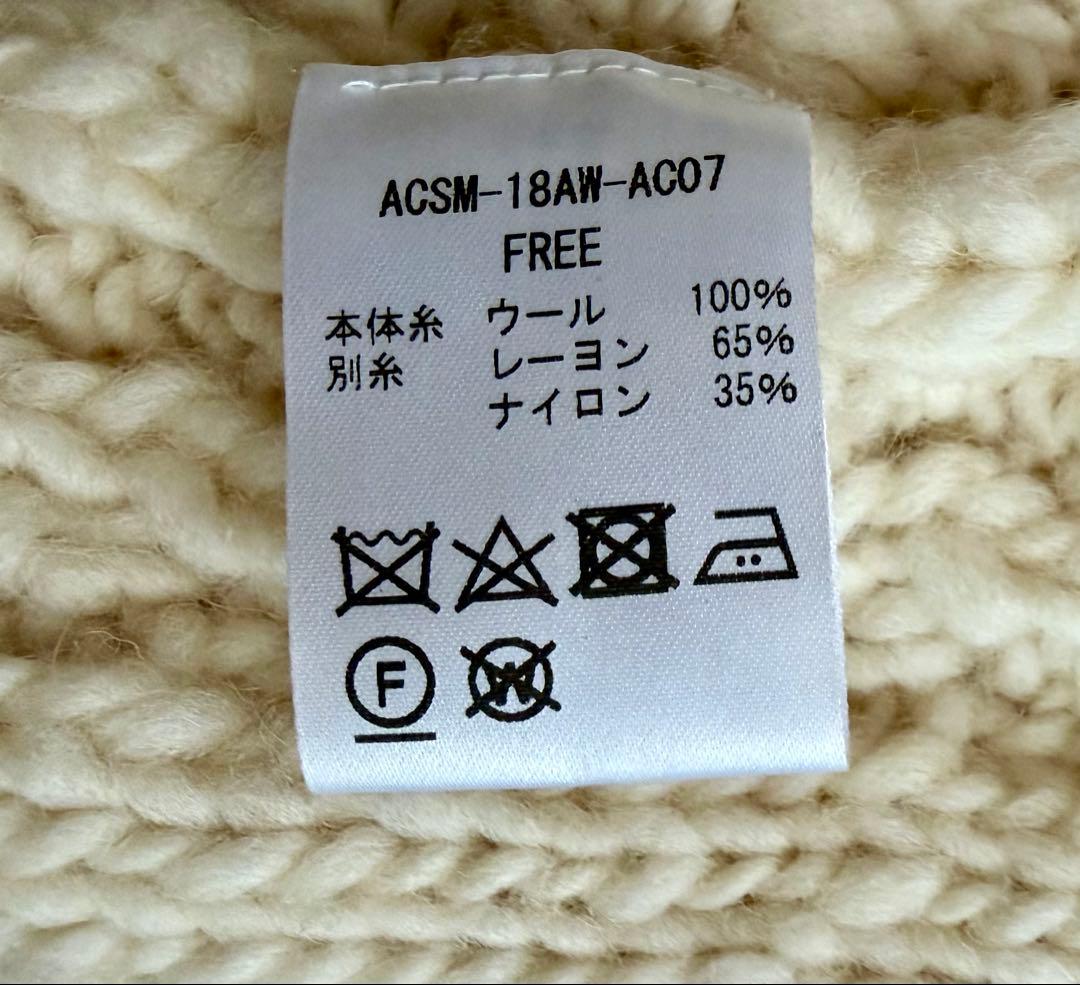 ACSM-18AW-AC07
FREE
本体糸 ウール 100%
別糸 レーヨン 65%
ナイロン 35%
F
W